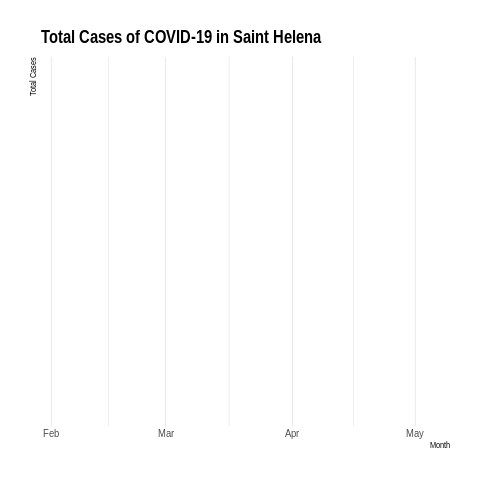 Total Cases of COVID-19 in Saint Helena
Total Cases
Feb Mar Apr May
Month